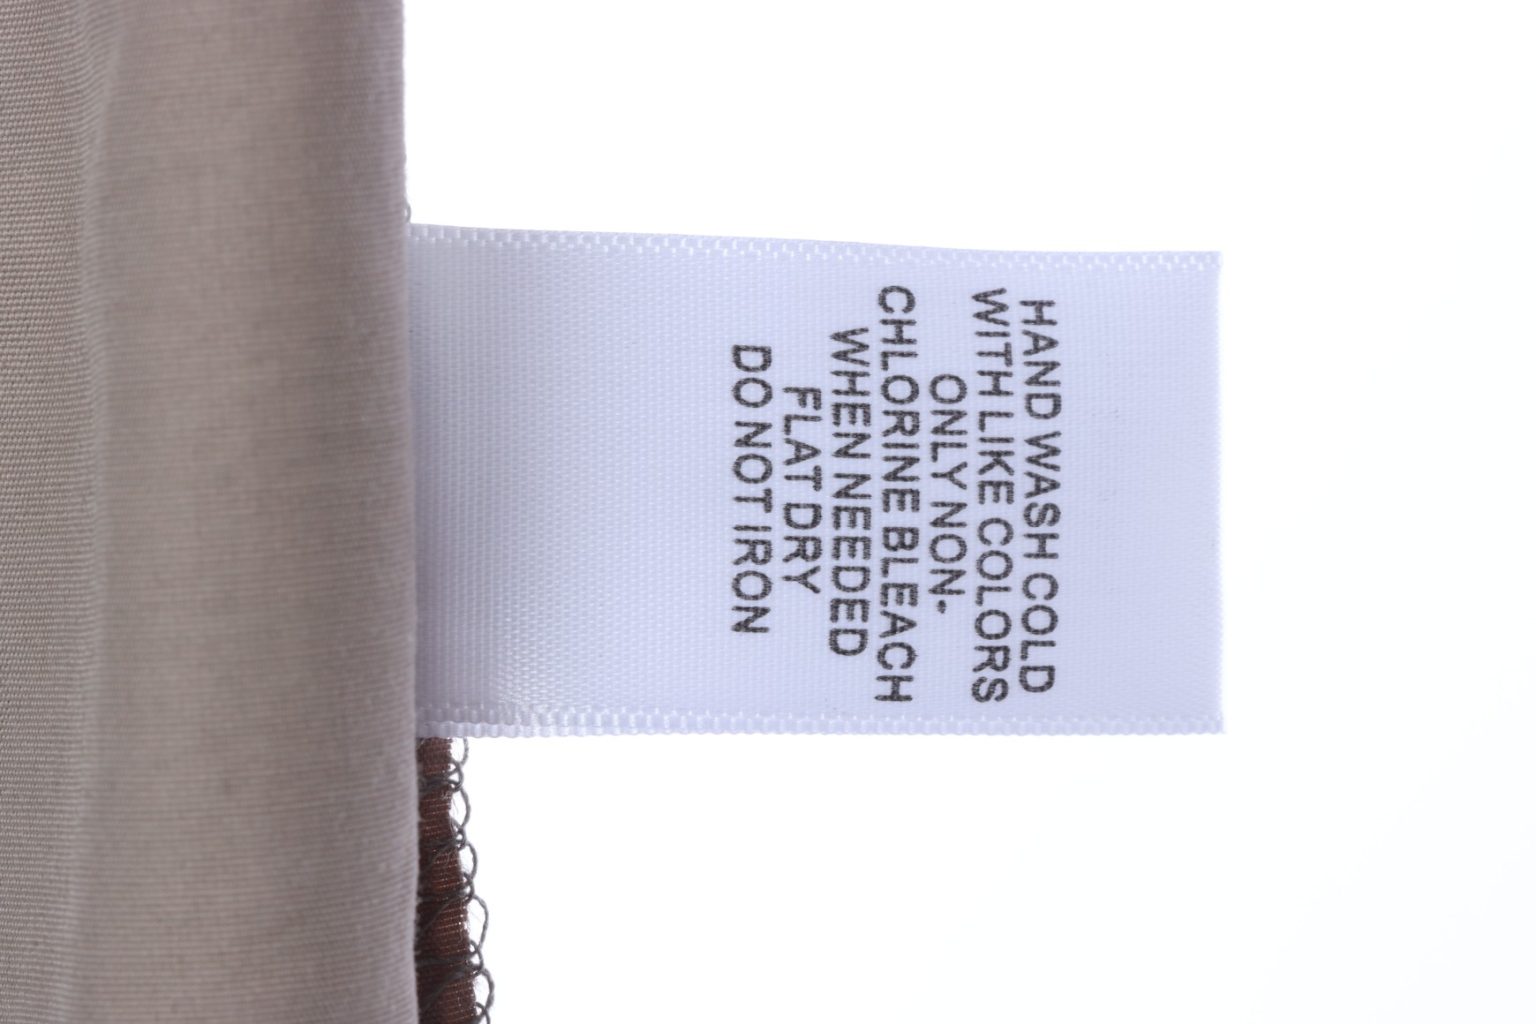 HAND WASH COLD
WITH LIKE COLORS
ONLY NON-
CHLORINE BLEACH
WHEN NEEDED
FLAT DRY
DO NOT IRON